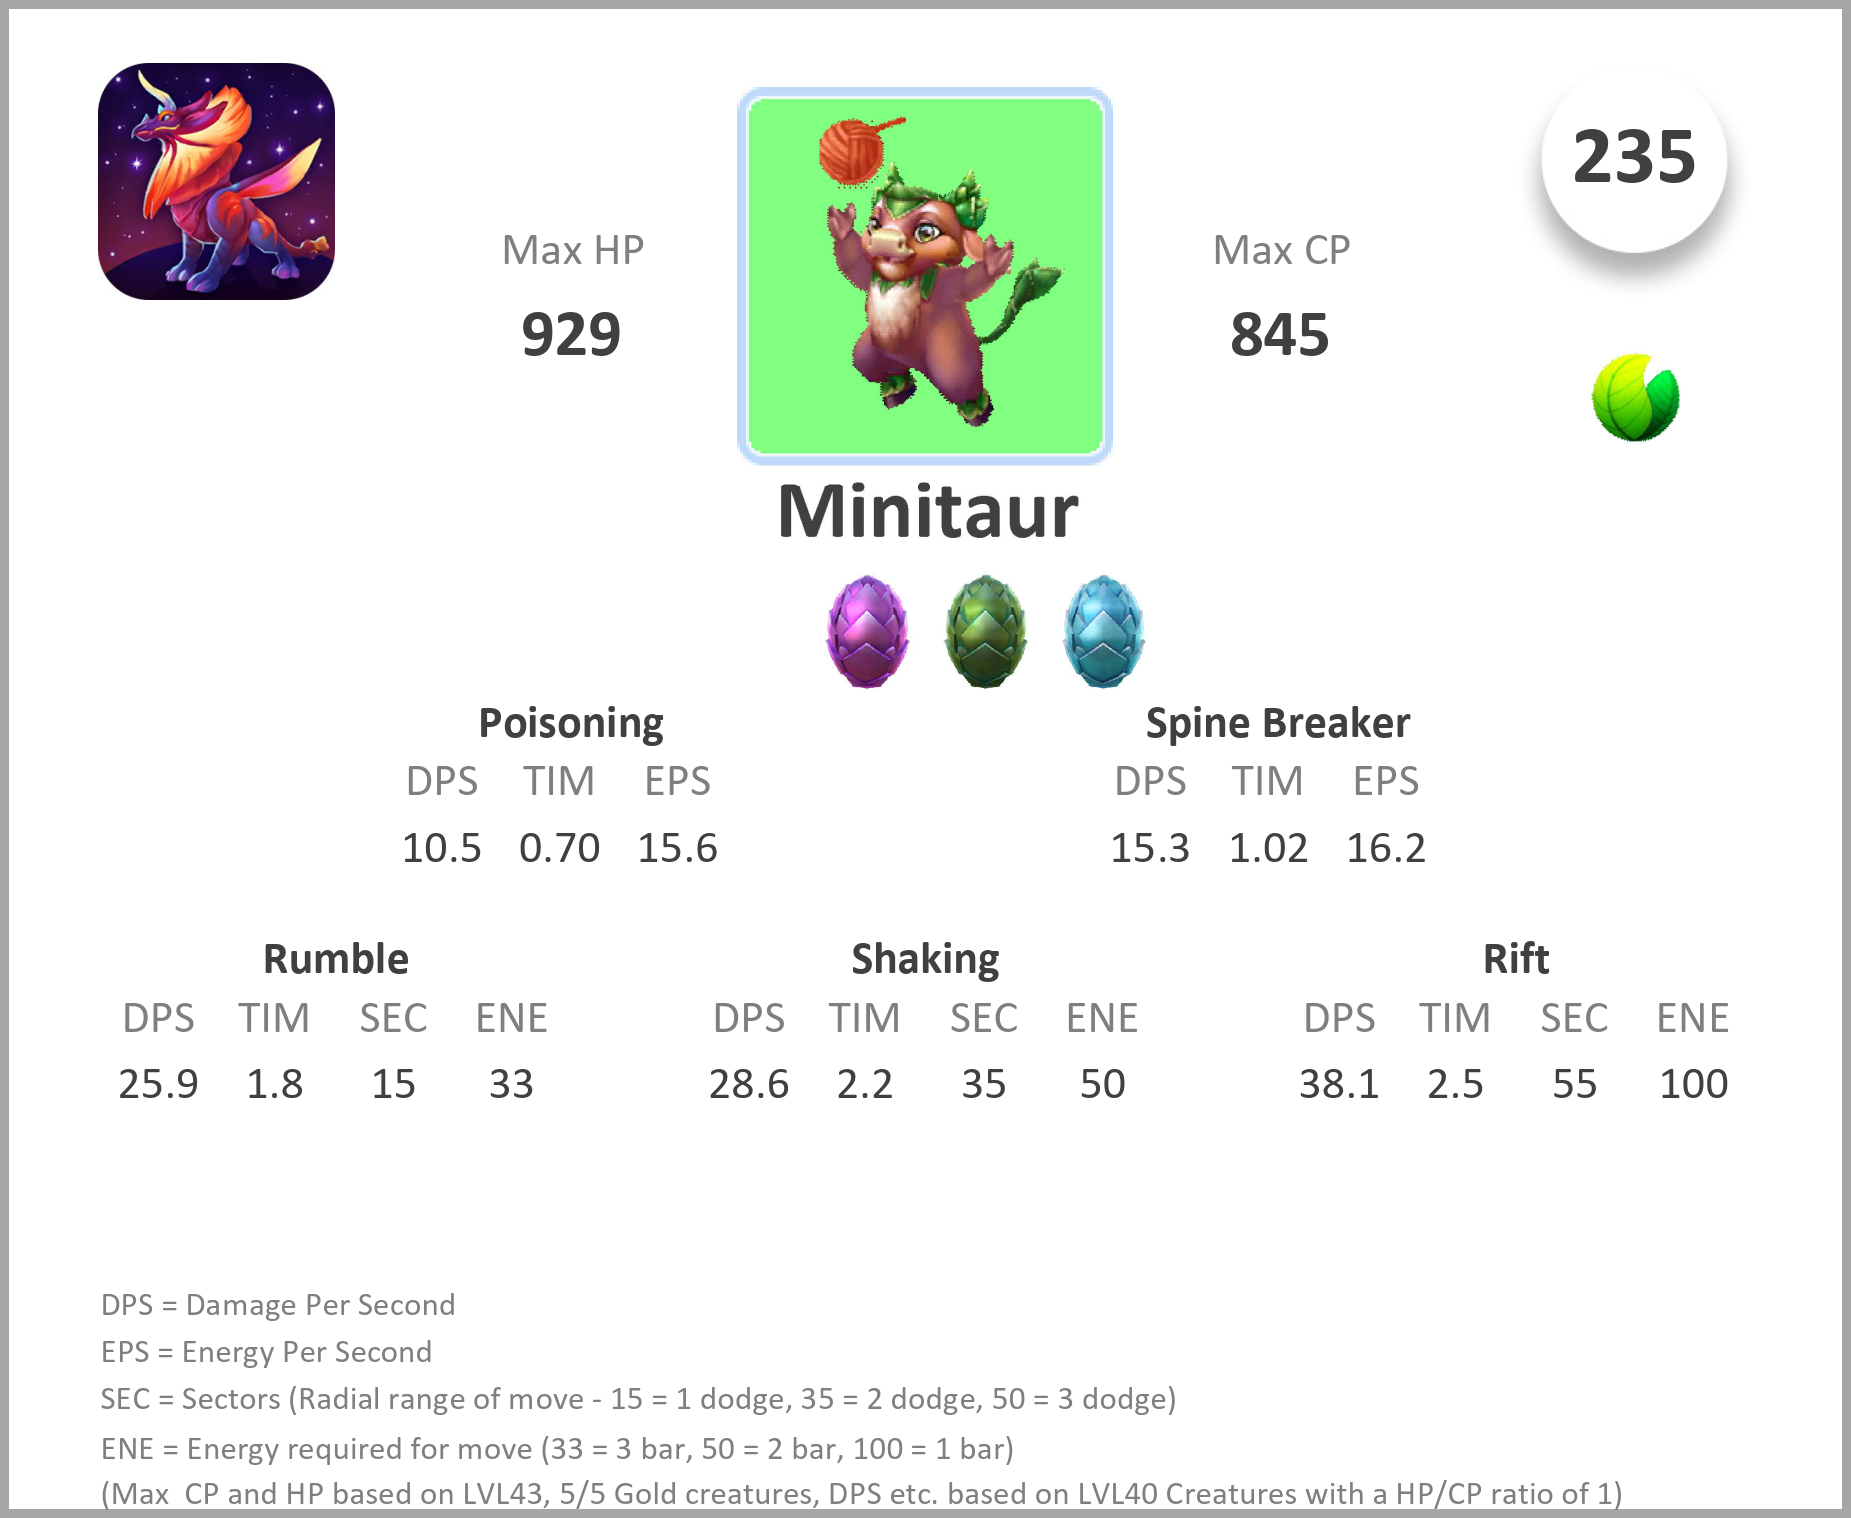 235
Max HP
Max CP
929
845
Minitaur
Poisoning
Spine Breaker
DPS TIM EPS
DPS TIM EPS
10.5 0.70 15.6
15.3 1.02 16.2
Rumble
Shaking
Rift
DPS TIM SEC ENE
DPS TIM SEC ENE
DPS TIM SEC ENE
25.9 1.8 15 33
28.6 2.2 35 50
38.1 2.5 55 100
DPS = Damage Per Second
EPS = Energy Per Second
SEC = Sectors (Radial range of move - 15 = 1 dodge, 35 = 2 dodge, 50 = 3 dodge)
ENE = Energy required for move (33 = 3 bar, 50 = 2 bar, 100 = 1 bar)
(Max  CP and HP based on LVL43, 5/5 Gold creatures, DPS etc. based on LVL40 Creatures with a HP/CP ratio of 1)